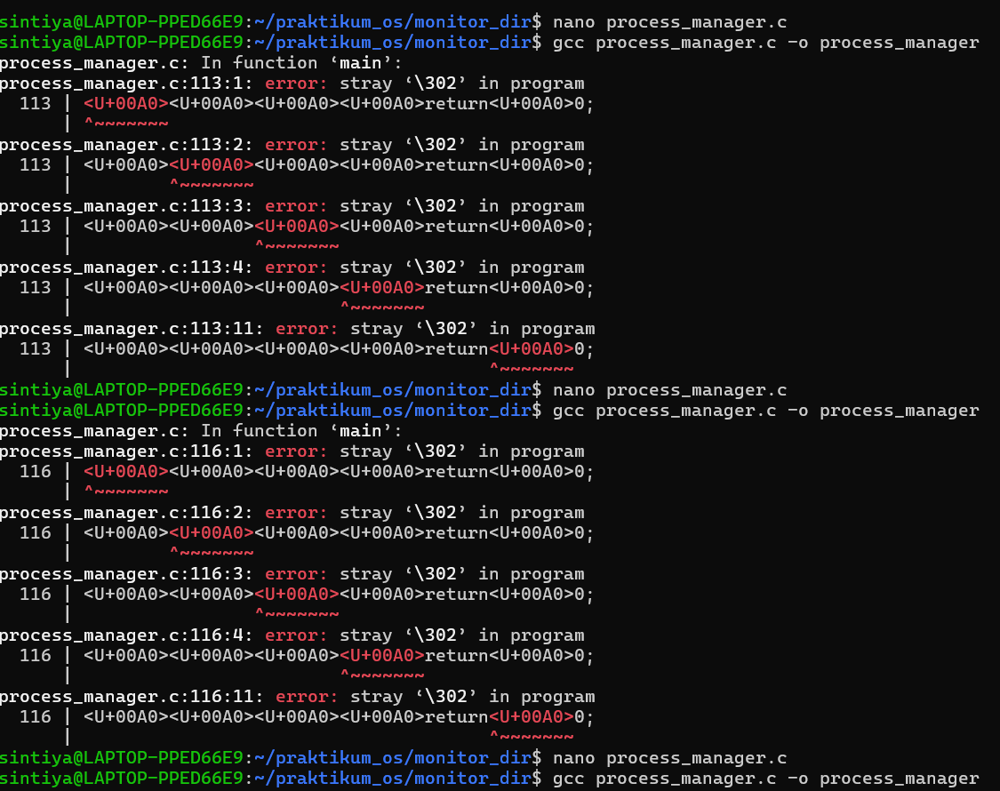 sintiya@LAPTOP-PPED66E9:~/praktikum_os/monitor_dir$ nano process_manager.c
sintiya@LAPTOP-PPED66E9:~/praktikum_os/monitor_dir$ gcc process_manager.c -o process_manager
process_manager.c: In function ‘main’:
process_manager.c:113:1: error: stray ‘\302’ in program
  113 | <U+00A0><U+00A0><U+00A0><U+00A0>return<U+00A0>0;
      | ^~~~~~~~
process_manager.c:113:2: error: stray ‘\302’ in program
  113 | <U+00A0><U+00A0><U+00A0><U+00A0>return<U+00A0>0;
      |         ^~~~~~~~
process_manager.c:113:3: error: stray ‘\302’ in program
  113 | <U+00A0><U+00A0><U+00A0><U+00A0>return<U+00A0>0;
      |                 ^~~~~~~~
process_manager.c:113:4: error: stray ‘\302’ in program
  113 | <U+00A0><U+00A0><U+00A0><U+00A0>return<U+00A0>0;
      |                         ^~~~~~~~
process_manager.c:113:11: error: stray ‘\302’ in program
  113 | <U+00A0><U+00A0><U+00A0><U+00A0>return<U+00A0>0;
      |                                       ^~~~~~~~
sintiya@LAPTOP-PPED66E9:~/praktikum_os/monitor_dir$ nano process_manager.c
sintiya@LAPTOP-PPED66E9:~/praktikum_os/monitor_dir$ gcc process_manager.c -o process_manager
process_manager.c: In function ‘main’:
process_manager.c:116:1: error: stray ‘\302’ in program
  116 | <U+00A0><U+00A0><U+00A0><U+00A0>return<U+00A0>0;
      | ^~~~~~~~
process_manager.c:116:2: error: stray ‘\302’ in program
  116 | <U+00A0><U+00A0><U+00A0><U+00A0>return<U+00A0>0;
      |         ^~~~~~~~
process_manager.c:116:3: error: stray ‘\302’ in program
  116 | <U+00A0><U+00A0><U+00A0><U+00A0>return<U+00A0>0;
      |                 ^~~~~~~~
process_manager.c:116:4: error: stray ‘\302’ in program
  116 | <U+00A0><U+00A0><U+00A0><U+00A0>return<U+00A0>0;
      |                         ^~~~~~~~
process_manager.c:116:11: error: stray ‘\302’ in program
  116 | <U+00A0><U+00A0><U+00A0><U+00A0>return<U+00A0>0;
      |                                       ^~~~~~~~
sintiya@LAPTOP-PPED66E9:~/praktikum_os/monitor_dir$ nano process_manager.c
sintiya@LAPTOP-PPED66E9:~/praktikum_os/monitor_dir$ gcc process_manager.c -o process_manager